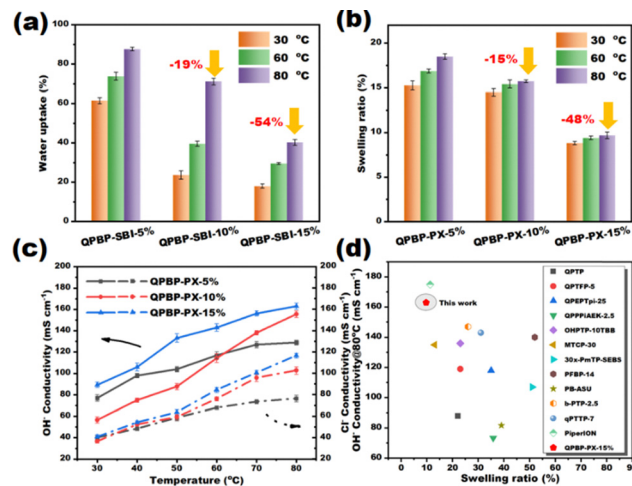 (a)
30 °C
60 °C
80 °C
-19%
-54%
Water uptake (%)
100
80
60
40
20
0
QPBP-SBI-5%
QPBP-SBI-10%
QPBP-SBI-15%
(b)
30 °C
60 °C
80 °C
-15%
-48%
Swelling ratio (%)
20
15
10
5
0
QPBP-PX-5%
QPBP-PX-10%
QPBP-PX-15%
(c)
QPBP-PX-5%
QPBP-PX-10%
QPBP-PX-15%
OH⁻ Conductivity (mS cm⁻¹)
200
180
160
140
120
100
80
60
40
20
0
30
40
50
60
70
80
Temperature (°C)
200
180
160
140
120
100
80
60
40
20
0
Cl⁻ Conductivity (mS cm⁻¹)
(d)
This work
OH⁻ Conductivity@80°C (mS cm⁻¹)
180
160
140
120
100
80
60
0
10
20
30
40
50
60
70
80
90
Swelling ratio (%)
QPTP
QPTFP-5
QPEPTpi-25
QPPPiAEK-2.5
OHPTP-10TBB
MTCP-30
30x-PmTP-SEBS
PFBP-14
PB-ASU
b-PTP-2.5
qPTTP-7
PiperION
QPBP-PX-15%